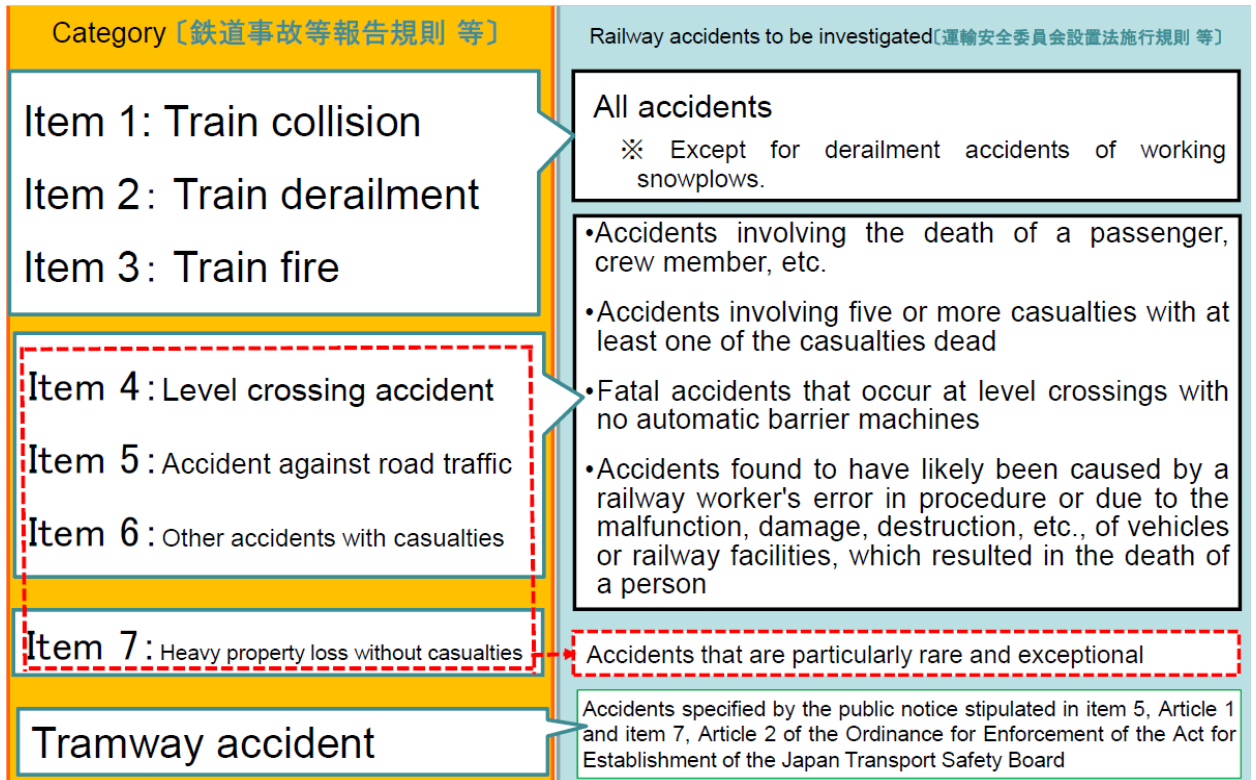 Category〔鉄道事故等報告規則 等〕
Item 1: Train collision
Item 2: Train derailment
Item 3: Train fire
Item 4: Level crossing accident
Item 5: Accident against road traffic
Item 6: Other accidents with casualties
Item 7: Heavy property loss without casualties
Tramway accident
Railway accidents to be investigated〔運輸安全委員会設置法施行規則 等〕
All accidents
※ Except for derailment accidents of working
snowplows.
•Accidents involving the death of a passenger,
crew member, etc.
•Accidents involving five or more casualties with at
least one of the casualties dead
•Fatal accidents that occur at level crossings with
no automatic barrier machines
•Accidents found to have likely been caused by a
railway worker's error in procedure or due to the
malfunction, damage, destruction, etc., of vehicles
or railway facilities, which resulted in the death of
a person
Accidents that are particularly rare and exceptional
Accidents specified by the public notice stipulated in item 5, Article 1
and item 7, Article 2 of the Ordinance for Enforcement of the Act for
Establishment of the Japan Transport Safety Board